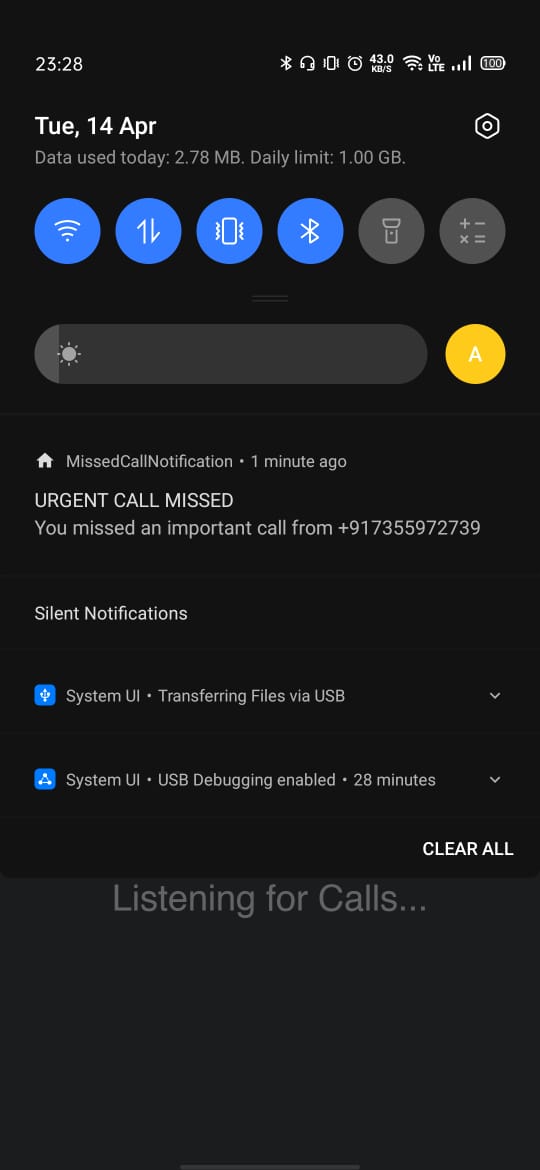 23:28 43.0 KB/S Vo LTE 100
Tue, 14 Apr
Data used today: 2.78 MB. Daily limit: 1.00 GB.
A
MissedCallNotification • 1 minute ago
URGENT CALL MISSED
You missed an important call from +917355972739
Silent Notifications
System UI • Transferring Files via USB
System UI • USB Debugging enabled • 28 minutes
CLEAR ALL
Listening for Calls...